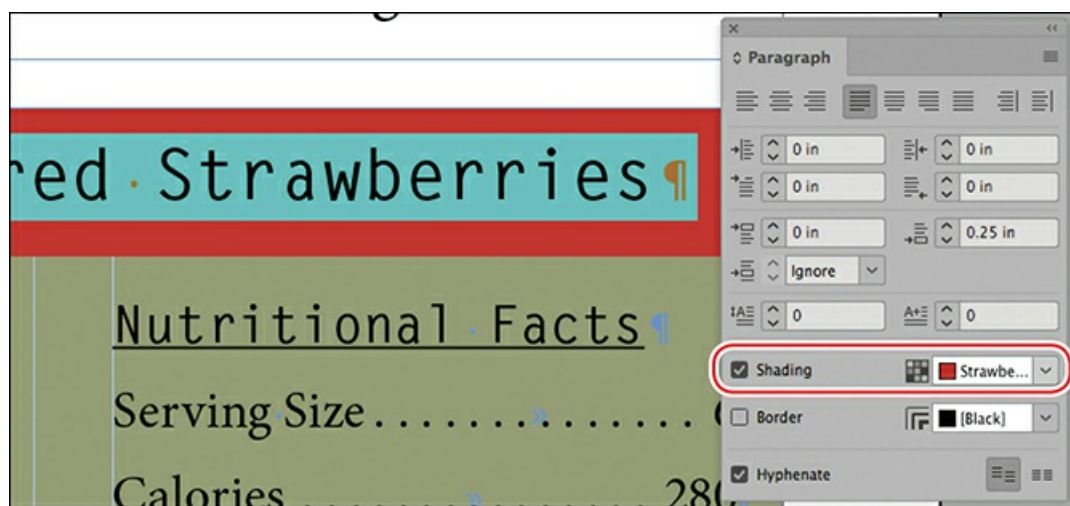 Paragraph
0 in 0 in
0 in 0 in
0 in 0.25 in
Ignore
0 0
Shading Strawbe...
Border [Black]
Hyphenate
red Strawberries¶
Nutritional Facts¶
Serving Size . . . . . . . » . . . . . . .
Calories . . . . . . . . . . » . . . . . . . . 280